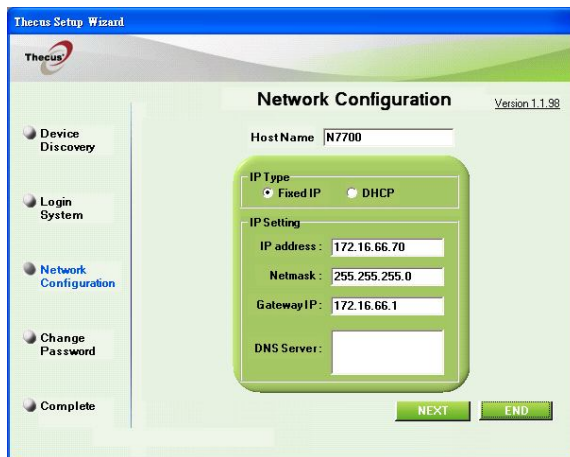 Thecus Setup Wizard
Thecus
Network Configuration
Version 1.1.98
Device
Discovery
Login
System
Network
Configuration
Change
Password
Complete
Host Name N7700
IP Type
Fixed IP DHCP
IP Setting
IP address : 172.16.66.70
Netmask : 255.255.255.0
Gateway IP : 172.16.66.1
DNS Server :
NEXT END